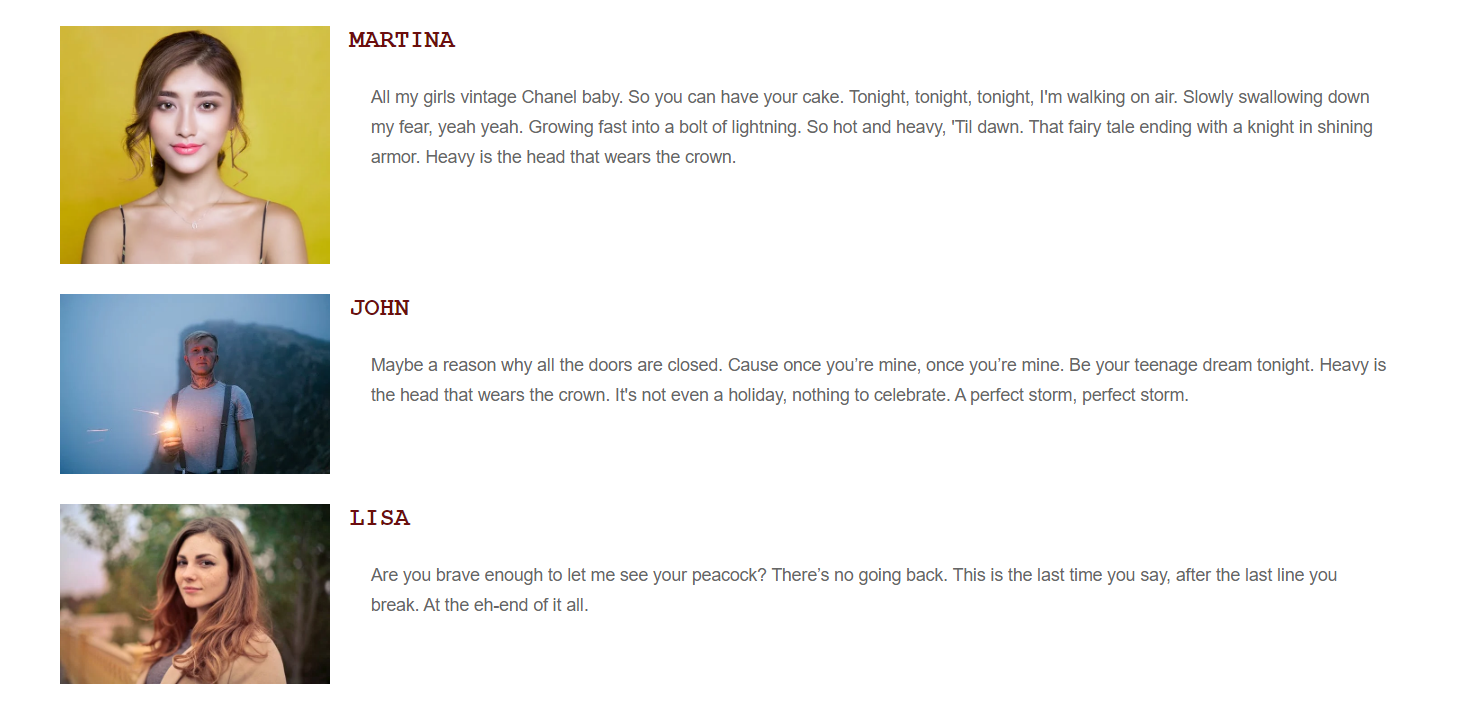 MARTINA
All my girls vintage Chanel baby. So you can have your cake. Tonight, tonight, tonight, I'm walking on air. Slowly swallowing down
my fear, yeah yeah. Growing fast into a bolt of lightning. So hot and heavy, 'Til dawn. That fairy tale ending with a knight in shining
armor. Heavy is the head that wears the crown.
JOHN
Maybe a reason why all the doors are closed. Cause once you’re mine, once you’re mine. Be your teenage dream tonight. Heavy is
the head that wears the crown. It's not even a holiday, nothing to celebrate. A perfect storm, perfect storm.
LISA
Are you brave enough to let me see your peacock? There’s no going back. This is the last time you say, after the last line you
break. At the eh-end of it all.